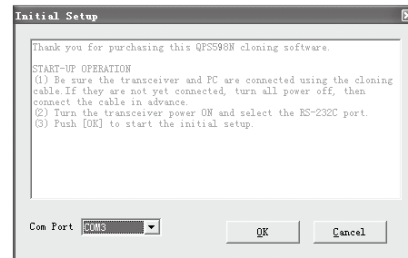 Initial Setup
Thank you for purchasing this QPS598N cloning software.
START-UP OPERATION
(1) Be sure the transceiver and PC are connected using the cloning
cable.If they are not yet connected, turn all power off, then
connect the cable in advance.
(2) Turn the transceiver power ON and select the RS-232C port.
(3) Push [OK] to start the initial setup.
Com Port COM3
OK Cancel